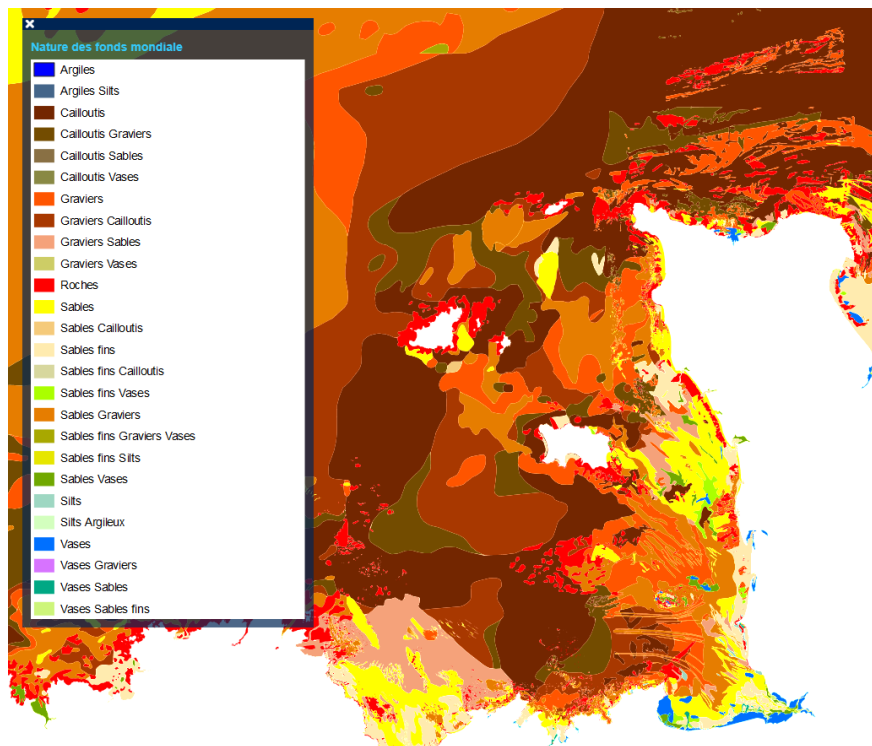 Nature des fonds mondiale
Argiles
Argiles Silts
Cailloutis
Cailloutis Graviers
Cailloutis Sables
Cailloutis Vases
Graviers
Graviers Cailloutis
Graviers Sables
Graviers Vases
Roches
Sables
Sables Cailloutis
Sables fins
Sables fins Cailloutis
Sables fins Vases
Sables Graviers
Sables fins Graviers Vases
Sables fins Silts
Sables Vases
Silts
Silts Argileux
Vases
Vases Graviers
Vases Sables
Vases Sables fins